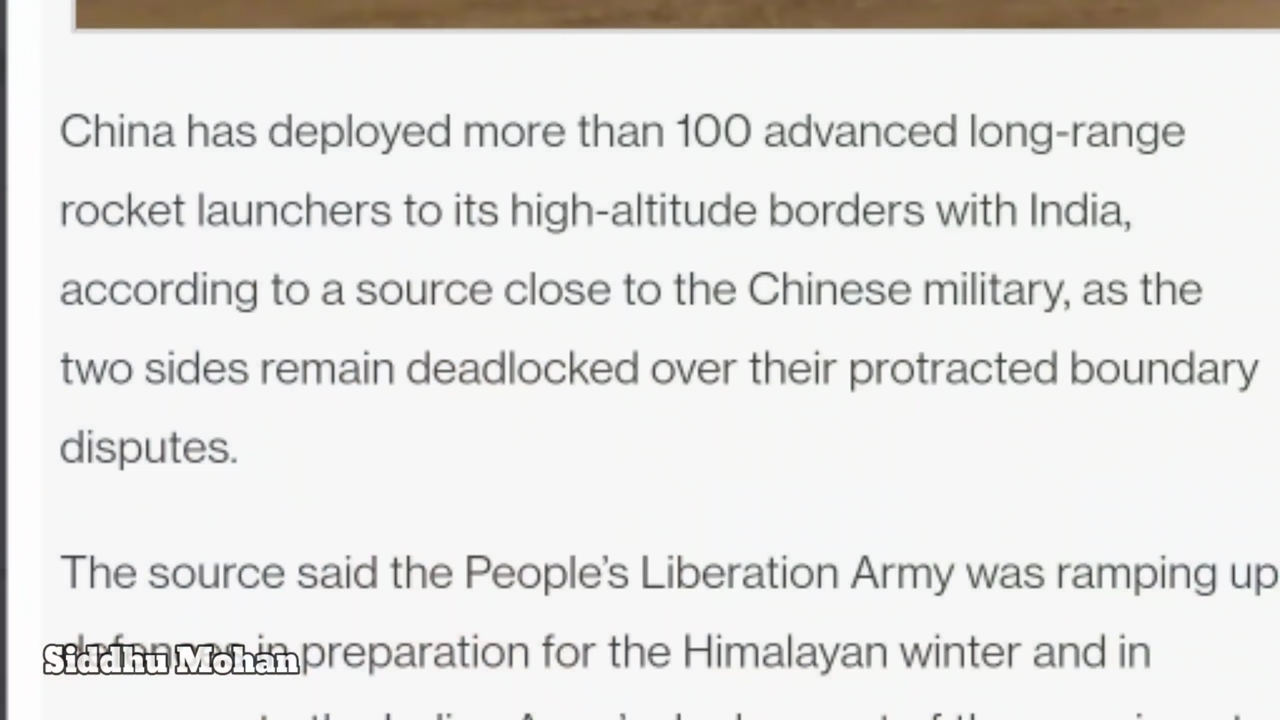 China has deployed more than 100 advanced long-range
rocket launchers to its high-altitude borders with India,
according to a source close to the Chinese military, as the
two sides remain deadlocked over their protracted boundary
disputes.
The source said the People's Liberation Army was ramping up
in preparation for the Himalayan winter and in
Siddhu Mohan